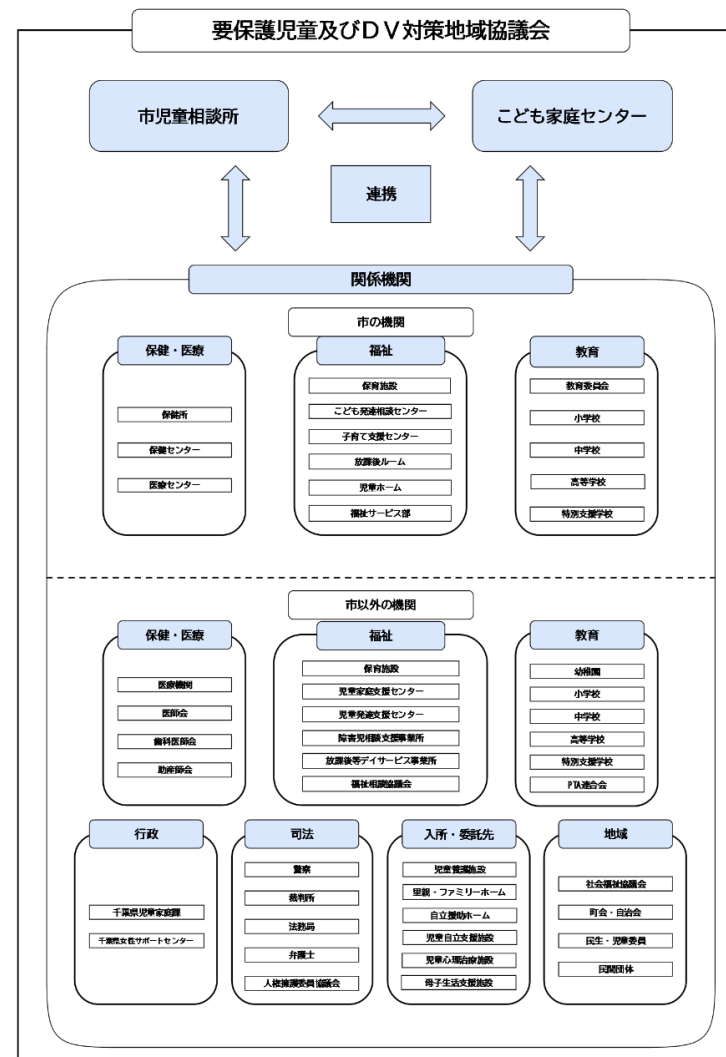 要保護児童及びＤＶ対策地域協議会
市児童相談所
こども家庭センター
連携
関係機関
市の機関
保健・医療
保健所
保健センター
医療センター
福祉
保育施設
こども発達相談センター
子育て支援センター
放課後ルーム
児童ホーム
福祉サービス部
教育
教育委員会
小学校
中学校
高等学校
特別支援学校
市以外の機関
保健・医療
医療機関
医師会
歯科医師会
助産師会
福祉
保育施設
児童家庭支援センター
児童発達支援センター
障害児相談支援事業所
放課後等デイサービス事業所
福祉相談協議会
教育
幼稚園
小学校
中学校
高等学校
特別支援学校
PTA連合会
行政
千葉県児童家庭課
千葉県女性サポートセンター
司法
警察
裁判所
法務局
弁護士
人権擁護委員協議会
入所・委託先
児童養護施設
里親・ファミリーホーム
自立援助ホーム
児童自立支援施設
児童心理治療施設
母子生活支援施設
地域
社会福祉協議会
町会・自治会
民生・児童委員
民間団体